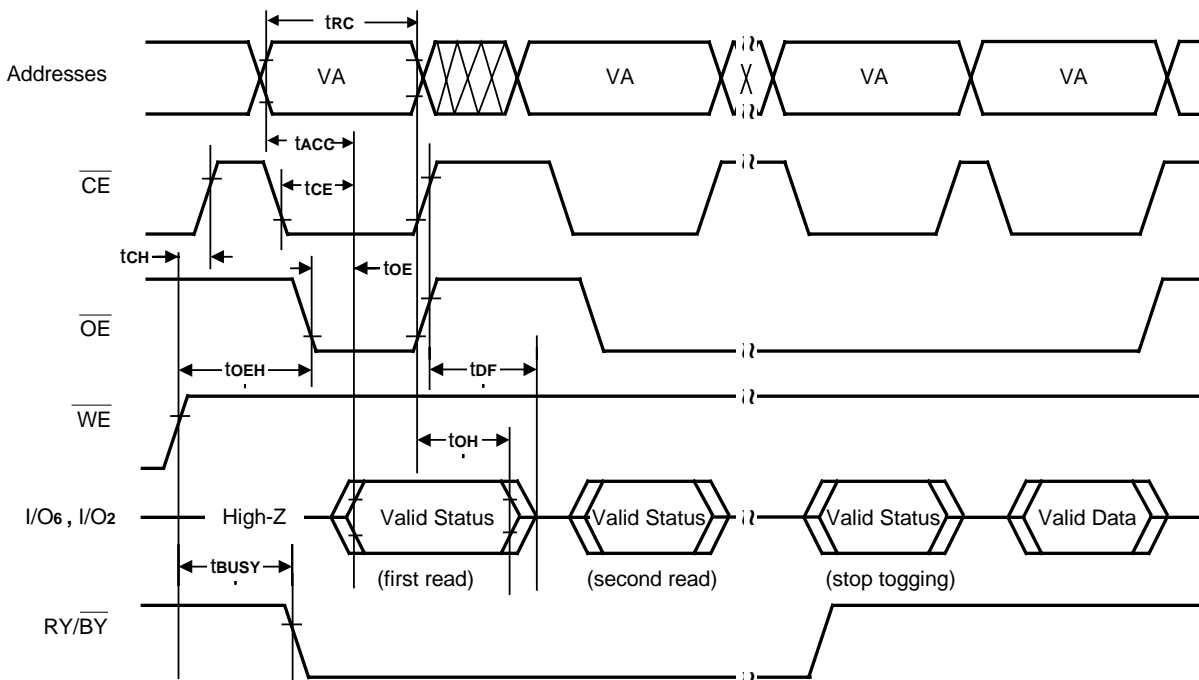 tRC
Addresses VA VA VA VA
tACC
CE tCE
tCH tOE
OE
tOEH tDF
WE
tOH
I/O6 , I/O2 High-Z Valid Status Valid Status Valid Status Valid Data
tBUSY (first read) (second read) (stop togging)
RY/BY